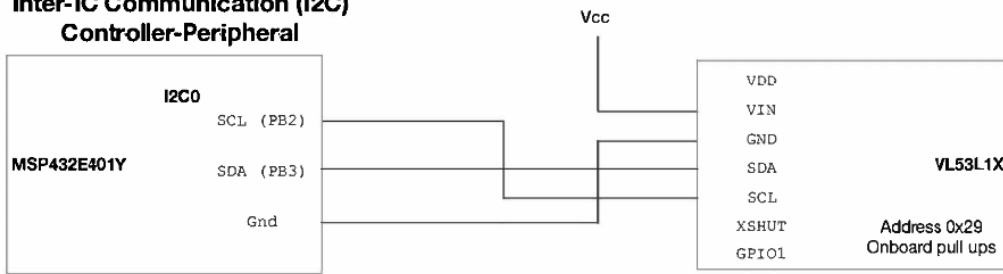 Inter-IC Communication (I2C)
Controller-Peripheral
Vcc
I2C0
SCL (PB2)
MSP432E401Y
SDA (PB3)
Gnd
VDD
VIN
GND
SDA
SCL
XSHUT
GPIO1
VL53L1X
Address 0x29
Onboard pull ups